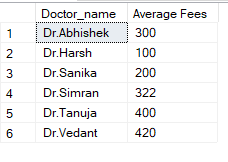 Doctor_name Average Fees
1 Dr.Abhishek 300
2 Dr.Harsh 100
3 Dr.Sanika 200
4 Dr.Simran 322
5 Dr.Tanuja 400
6 Dr.Vedant 420